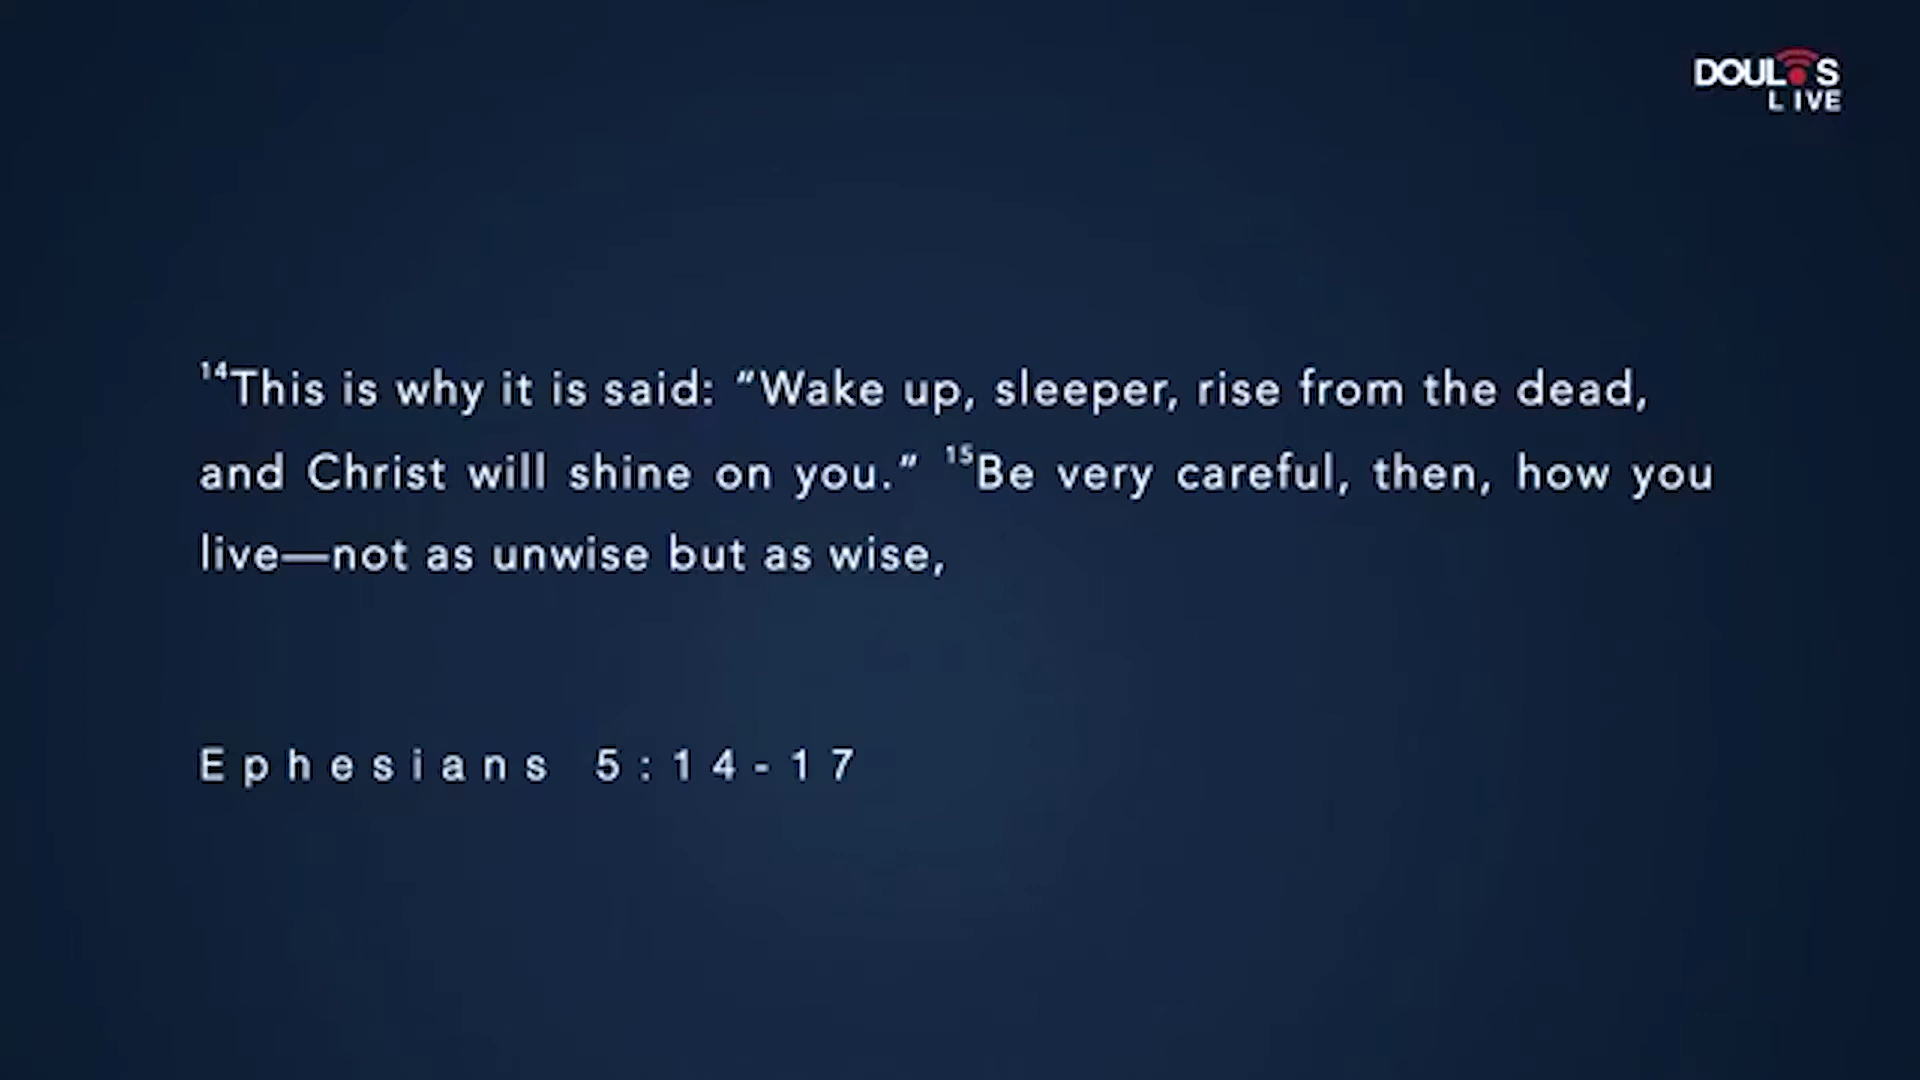 DOULOS
LIVE
¹⁴This is why it is said: “Wake up, sleeper, rise from the dead,
and Christ will shine on you.” ¹⁵Be very careful, then, how you
live—not as unwise but as wise,
Ephesians 5:14-17